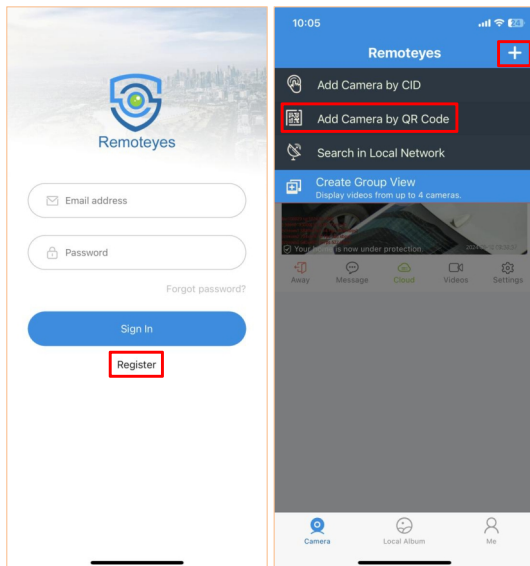 Remoteyes
Email address
Password
Forgot password?
Sign In
Register
10:05
Remoteyes
Add Camera by CID
Add Camera by QR Code
Search in Local Network
Create Group View
Display videos from up to 4 cameras.
is now under protection
Away
Message
Cloud
Videos
Settings
Camera
Local Album
Me